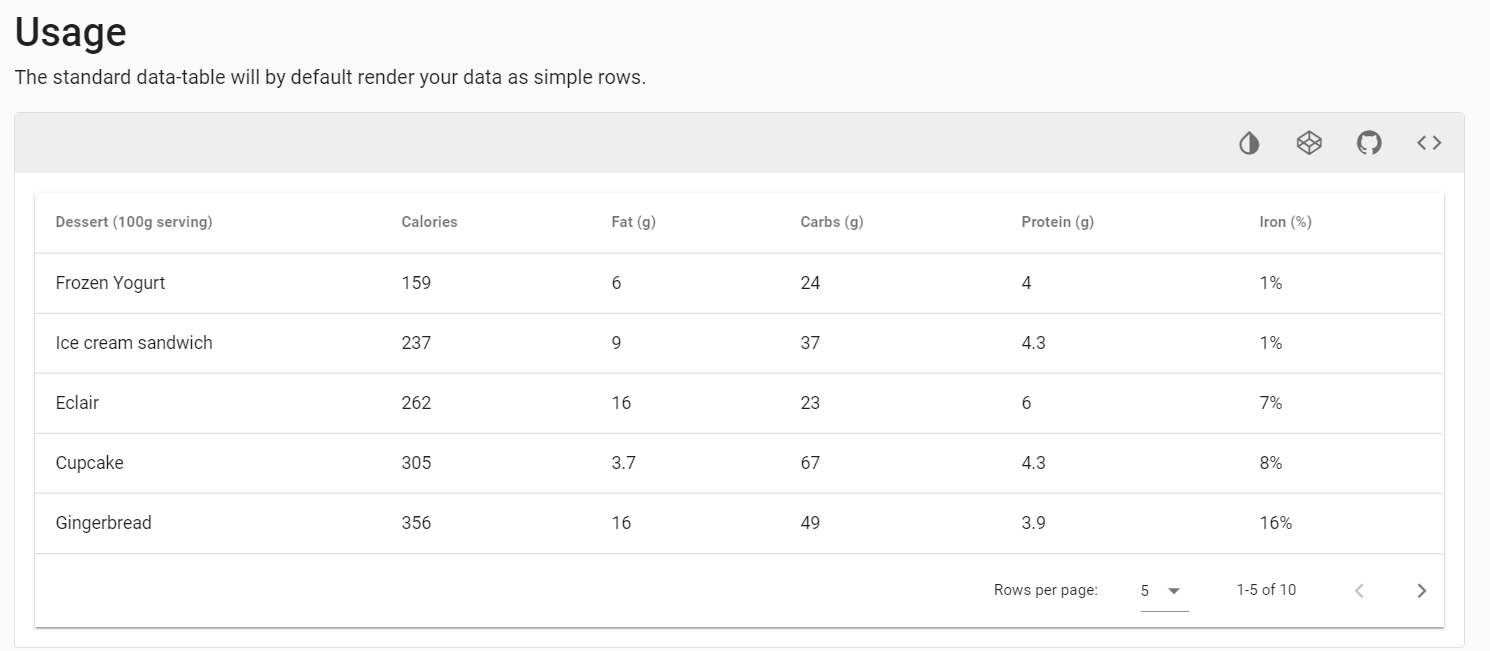 Usage
The standard data-table will by default render your data as simple rows.
Dessert (100g serving) Calories Fat (g) Carbs (g) Protein (g) Iron (%)
Frozen Yogurt 159 6 24 4 1%
Ice cream sandwich 237 9 37 4.3 1%
Eclair 262 16 23 6 7%
Cupcake 305 3.7 67 4.3 8%
Gingerbread 356 16 49 3.9 16%
Rows per page: 5 1-5 of 10